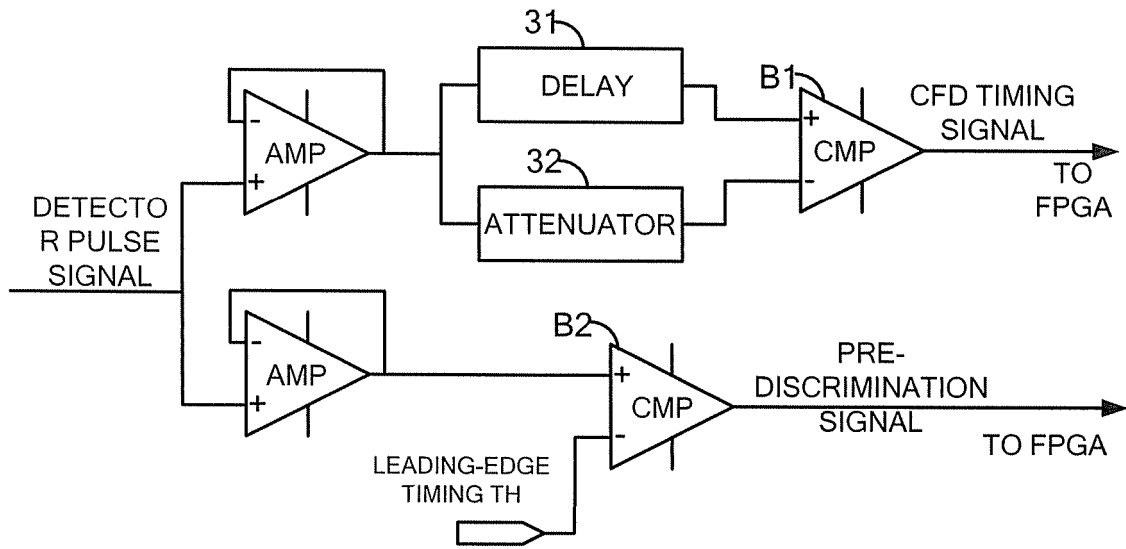 31
DELAY
B1
CFD TIMING
SIGNAL
-
AMP
+
+
CMP
-
TO
FPGA
32
ATTENUATOR
DETECTO
R PULSE
SIGNAL
-
AMP
+
B2
+
CMP
-
PRE-
DISCRIMINATION
SIGNAL
TO FPGA
LEADING-EDGE
TIMING TH